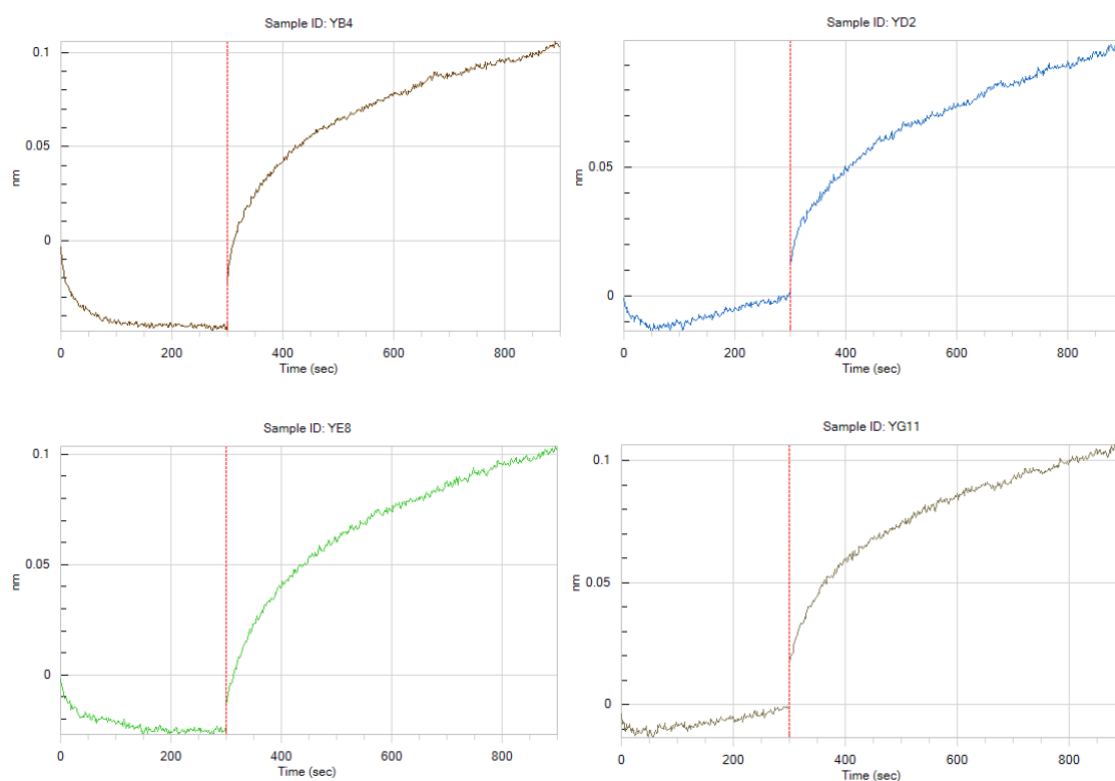 Sample ID: YB4
0.1
0.05
0
nm
0 200 400 600 800
Time (sec)
Sample ID: YD2
0.05
0
nm
0 200 400 600 800
Time (sec)
Sample ID: YE8
0.1
0.05
0
nm
0 200 400 600 800
Time (sec)
Sample ID: YG11
0.1
0.05
0
nm
0 200 400 600 800
Time (sec)